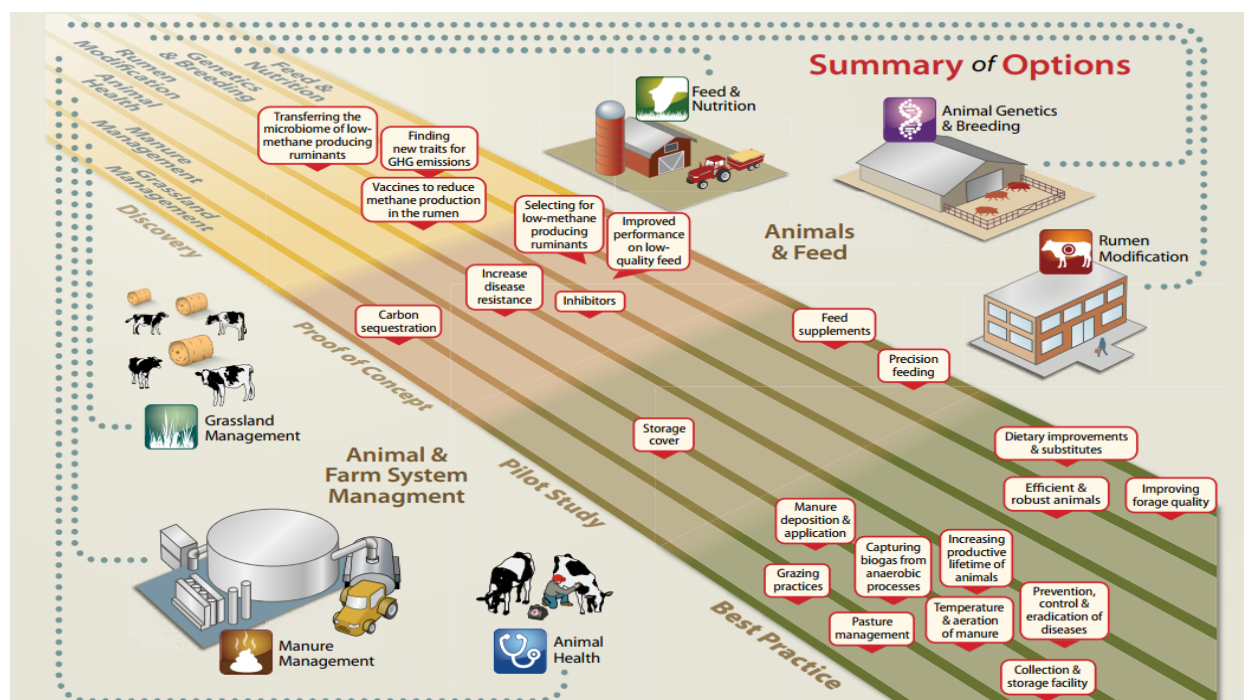 Summary of Options
Feed &
Nutrition
Genetics
& Breeding
Rumen
Modification
Animal
Health
Manure
Management
Grassland
Management
Discovery
Proof of Concept
Pilot Study
Best Practice
Feed &
Nutrition
Animal Genetics
& Breeding
Rumen
Modification
Animals
& Feed
Transferring the
microbiome of low-
methane producing
ruminants
Finding
new traits for
GHG emissions
Vaccines to reduce
methane production
in the rumen
Selecting for
low-methane
producing
ruminants
Improved
performance
on low-
quality feed
Increase
disease
resistance
Inhibitors
Carbon
sequestration
Feed
supplements
Precision
feeding
Storage
cover
Dietary improvements
& substitutes
Efficient &
robust animals
Improving
forage quality
Manure
deposition &
application
Capturing
biogas from
anaerobic
processes
Increasing
productive
lifetime of
animals
Grazing
practices
Pasture
management
Temperature
& aeration
of manure
Prevention,
control &
eradication of
diseases
Collection &
storage facility
Grassland
Management
Animal &
Farm System
Managment
Manure
Management
Animal
Health